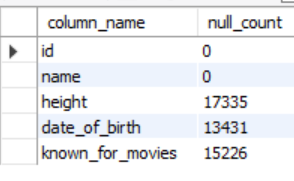 column_name null_count
id 0
name 0
height 17335
date_of_birth 13431
known_for_movies 15226